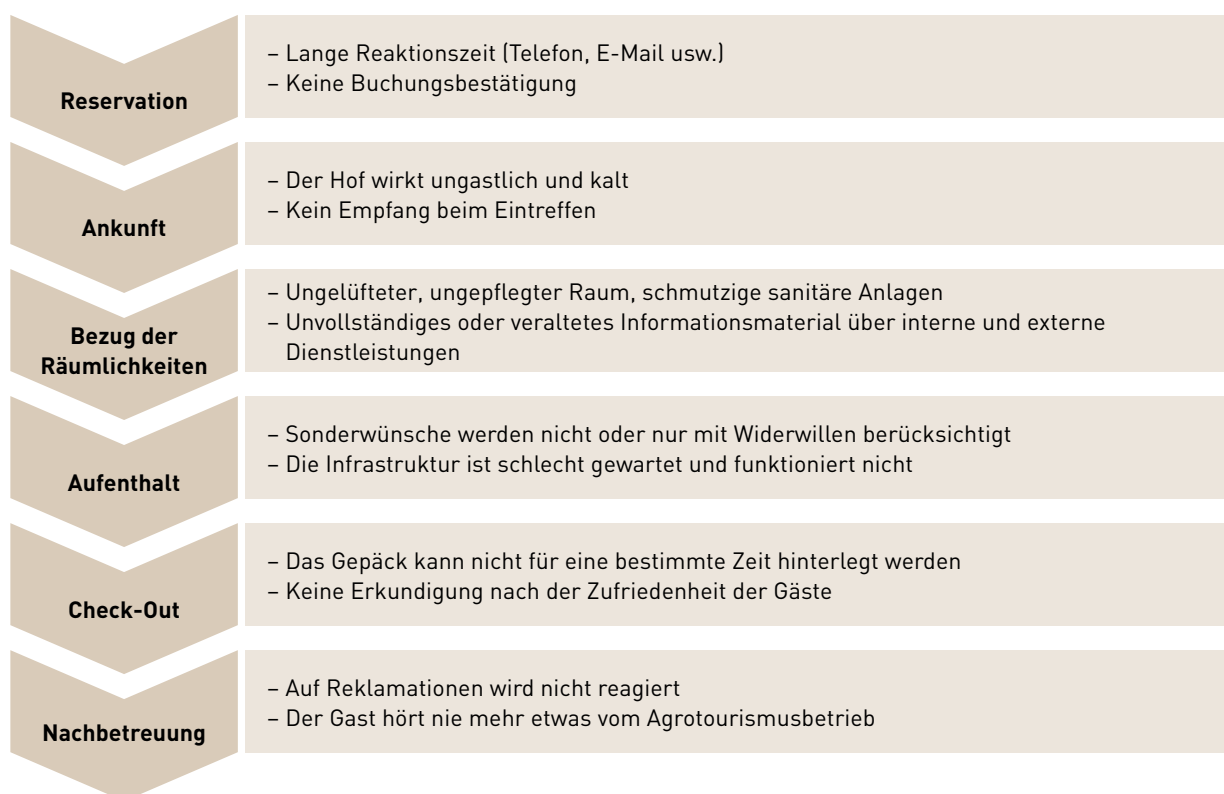 Reservation
– Lange Reaktionszeit (Telefon, E-Mail usw.)
– Keine Buchungsbestätigung
Ankunft
– Der Hof wirkt ungastlich und kalt
– Kein Empfang beim Eintreffen
Bezug der
Räumlichkeiten
– Ungelüfteter, ungepflegter Raum, schmutzige sanitäre Anlagen
– Unvollständiges oder veraltetes Informationsmaterial über interne und externe
Dienstleistungen
Aufenthalt
– Sonderwünsche werden nicht oder nur mit Widerwillen berücksichtigt
– Die Infrastruktur ist schlecht gewartet und funktioniert nicht
Check-Out
– Das Gepäck kann nicht für eine bestimmte Zeit hinterlegt werden
– Keine Erkundigung nach der Zufriedenheit der Gäste
Nachbetreuung
– Auf Reklamationen wird nicht reagiert
– Der Gast hört nie mehr etwas vom Agrotourismusbetrieb